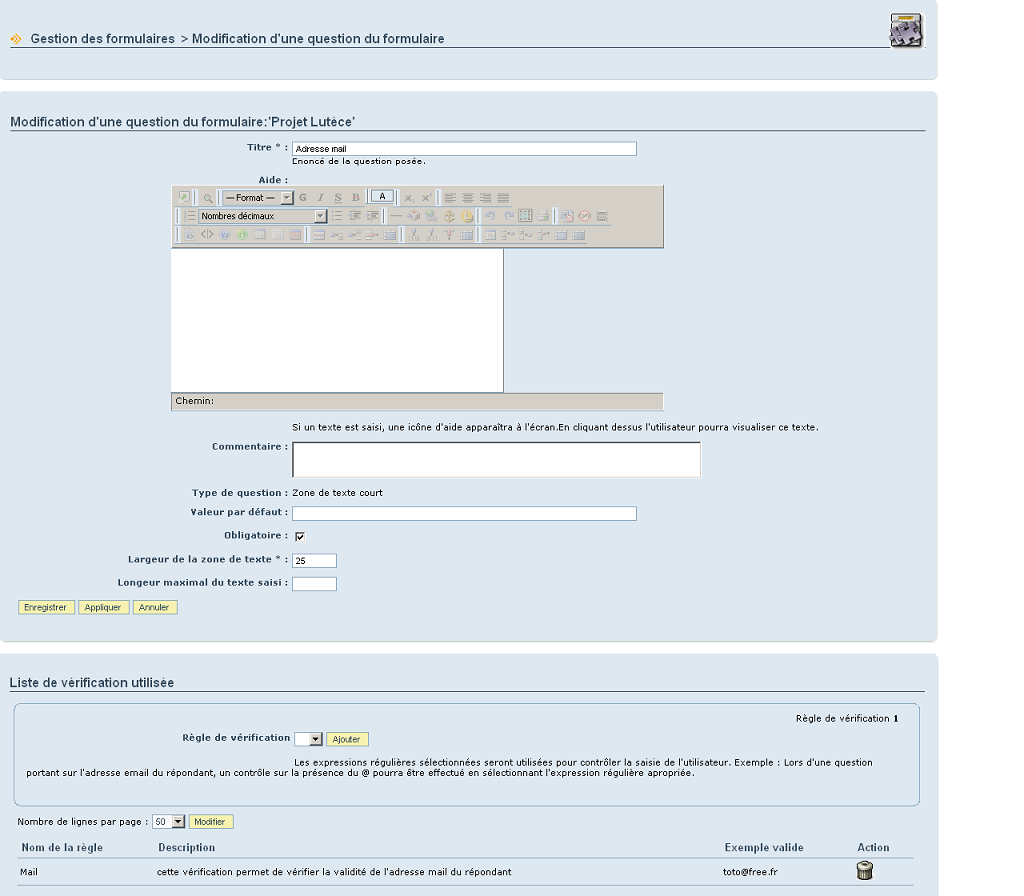 Gestion des formulaires > Modification d'une question du formulaire
Modification d'une question du formulaire:'Projet Lutèce'
Titre * : Adresse mail
Enoncé de la question posée.
Aide :
— Format — G I S B A x, x'
Nombres décimaux
Chemin:
Si un texte est saisi, une icône d'aide apparaîtra à l'écran.En cliquant dessus l'utilisateur pourra visualiser ce texte.
Commentaire :
Type de question : Zone de texte court
Valeur par défaut :
Obligatoire :
Largeur de la zone de texte * : 25
Longeur maximal du texte saisi :
Enregistrer Appliquer Annuler
Liste de vérification utilisée
Règle de vérification 1
Règle de vérification Ajouter
Les expressions régulières sélectionnées seront utilisées pour contrôler la saisie de l'utilisateur. Exemple : Lors d'une question
portant sur l'adresse email du répondant, un contrôle sur la présence du @ pourra être effectué en sélectionnant l'expression régulière apropriée.
Nombre de lignes par page : 50 Modifier
Nom de la règle Description Exemple valide Action
Mail cette vérification permet de vérifier la validité de l'adresse mail du répondant toto@free.fr